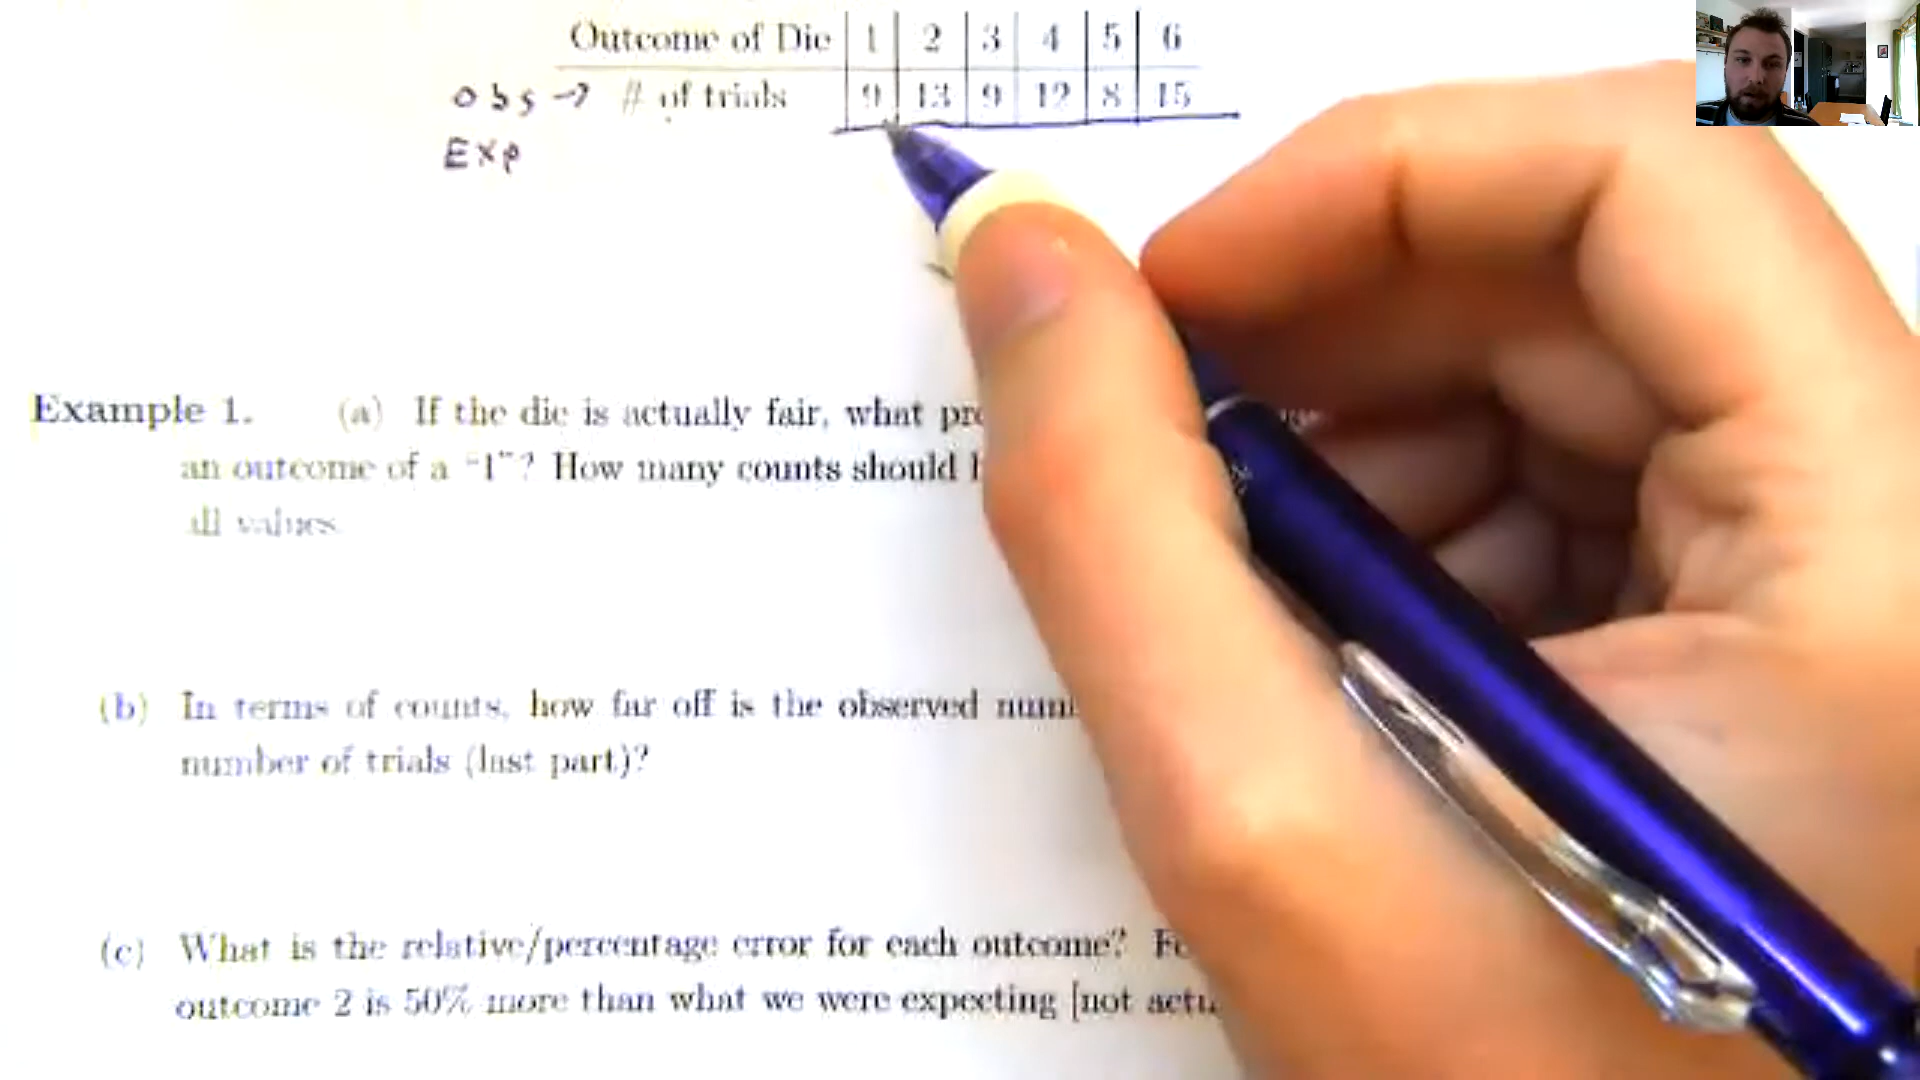 Outcome of Die 1 2 3 4 5 6
obs → # of trials 9 13 9 12 8 15
Exp
Example 1. (a) If the die is actually fair, what
an outcome of a "1"? How many counts should
all values.
(b) In terms of counts, how far off is the observed
number of trials (last part)?
(c) What is the relative/percentage error for each outcome?
outcome 2 is 50% more than what we were expecting [not